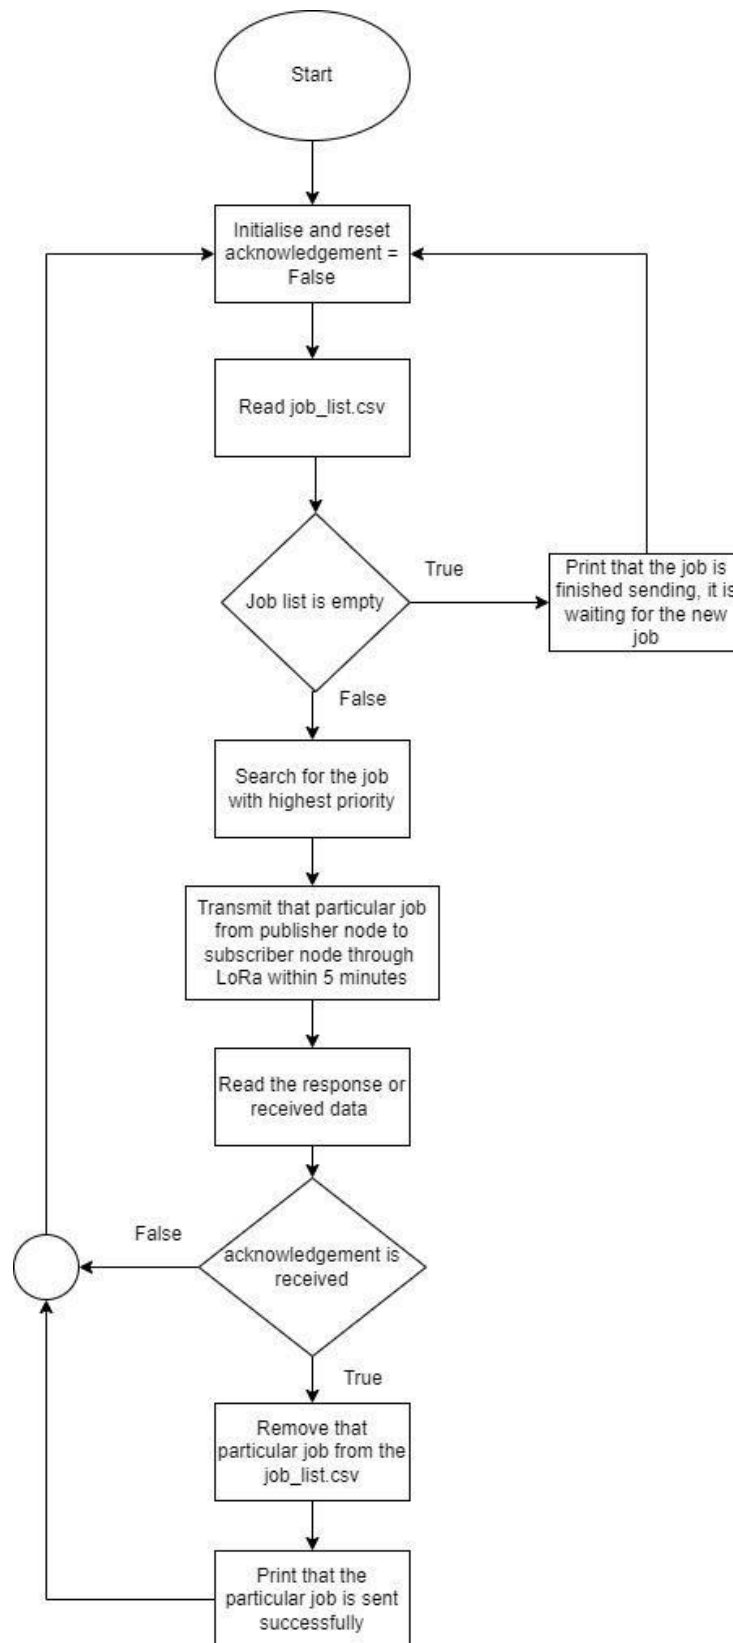 Start
Initialise and reset
acknowledgement =
False
Read job_list.csv
Job list is empty
True
Print that the job is
finished sending, it is
waiting for the new
job
False
Search for the job
with highest priority
Transmit that particular job
from publisher node to
subscriber node through
LoRa within 5 minutes
Read the response or
received data
False
acknowledgement is
received
True
Remove that
particular job from the
job_list.csv
Print that the
particular job is sent
successfully